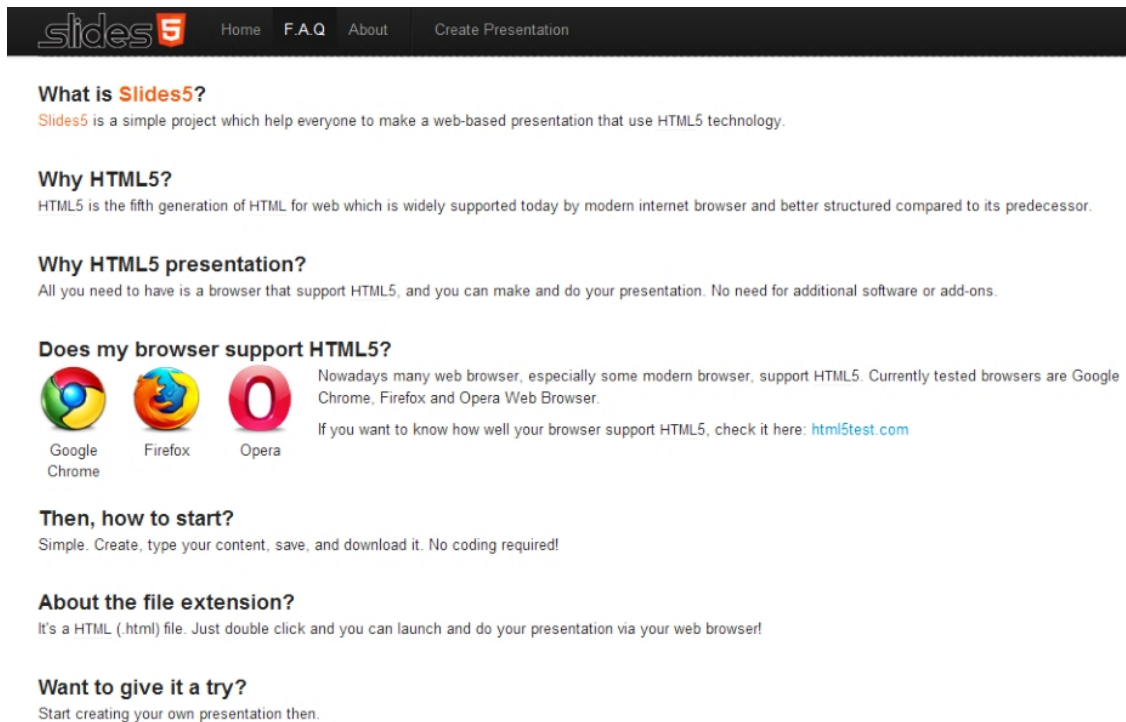 slides 5 Home F.A.Q About Create Presentation
What is Slides5?
Slides5 is a simple project which help everyone to make a web-based presentation that use HTML5 technology.
Why HTML5?
HTML5 is the fifth generation of HTML for web which is widely supported today by modern internet browser and better structured compared to its predecessor.
Why HTML5 presentation?
All you need to have is a browser that support HTML5, and you can make and do your presentation. No need for additional software or add-ons.
Does my browser support HTML5?
Nowadays many web browser, especially some modern browser, support HTML5. Currently tested browsers are Google
Chrome, Firefox and Opera Web Browser.
If you want to know how well your browser support HTML5, check it here: html5test.com
Google Firefox Opera
Chrome
Then, how to start?
Simple. Create, type your content, save, and download it. No coding required!
About the file extension?
It's a HTML (.html) file. Just double click and you can launch and do your presentation via your web browser!
Want to give it a try?
Start creating your own presentation then.